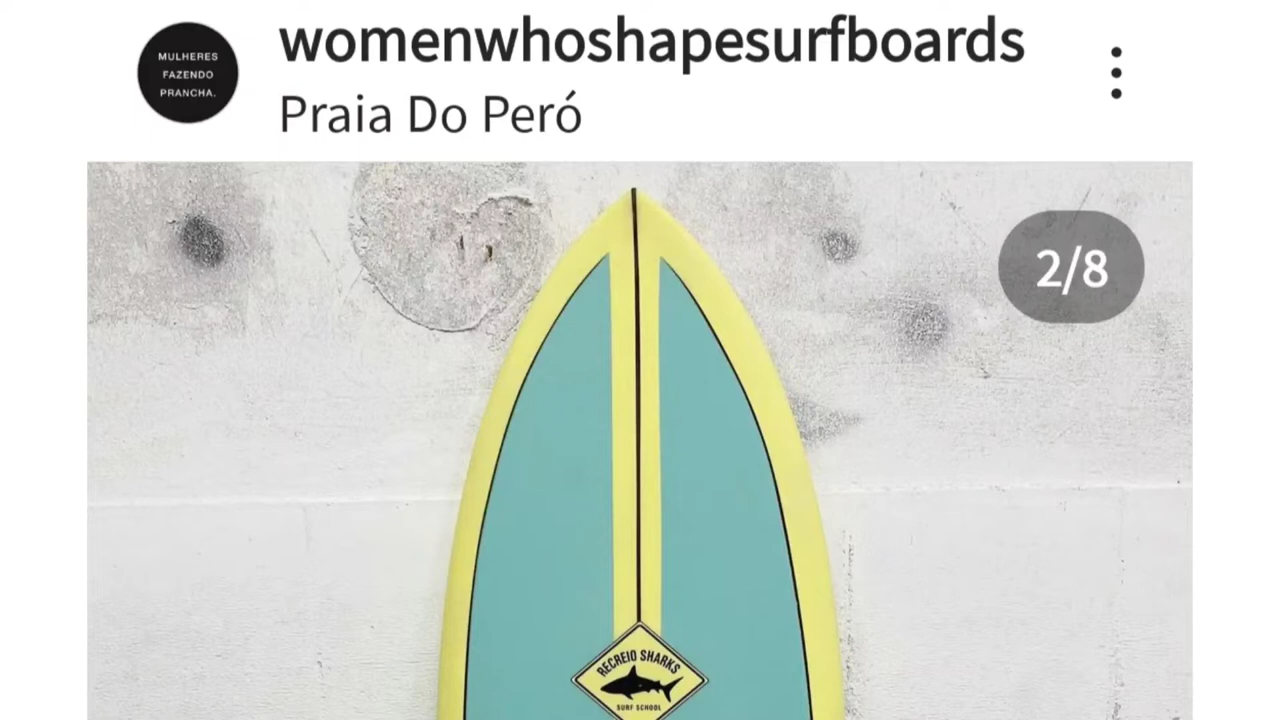 MULHERES
FAZENDO
PRANCHA.
womenwhoshapesurfboards
Praia Do Peró
2/8
RECREIO SHARKS
SURF SCHOOL